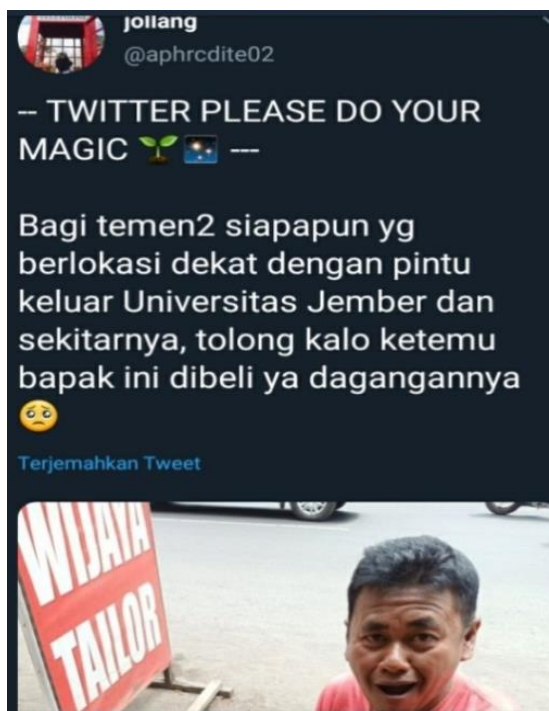 jollang
@aphrcdite02
-- TWITTER PLEASE DO YOUR
MAGIC 🌱🌠 ---
Bagi temen2 siapapun yg
berlokasi dekat dengan pintu
keluar Universitas Jember dan
sekitarnya, tolong kalo ketemu
bapak ini dibeli ya dagangannya
🥺
Terjemahkan Tweet
WIJAYA
TAILOR